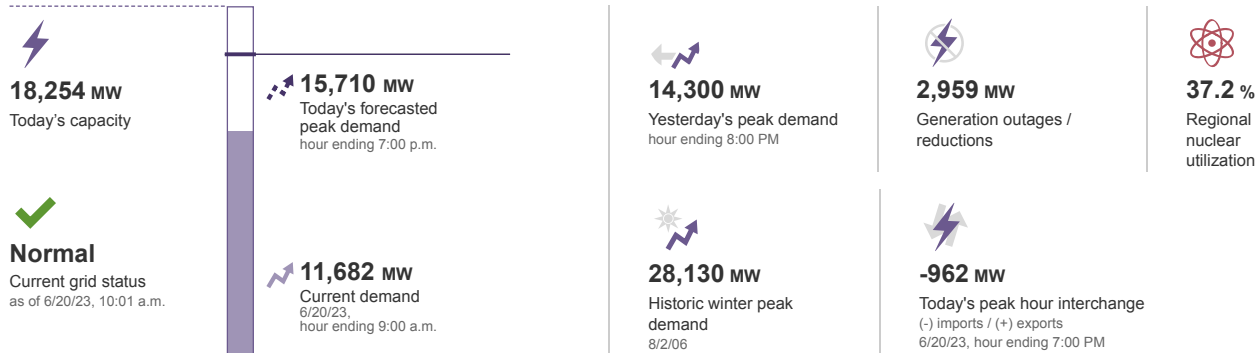 18,254 MW
Today's capacity
Normal
Current grid status
as of 6/20/23, 10:01 a.m.
15,710 MW
Today's forecasted
peak demand
hour ending 7:00 p.m.
11,682 MW
Current demand
6/20/23,
hour ending 9:00 a.m.
14,300 MW
Yesterday's peak demand
hour ending 8:00 PM
2,959 MW
Generation outages /
reductions
37.2 %
Regional
nuclear
utilization
28,130 MW
Historic winter peak
demand
8/2/06
-962 MW
Today's peak hour interchange
(-) imports / (+) exports
6/20/23, hour ending 7:00 PM